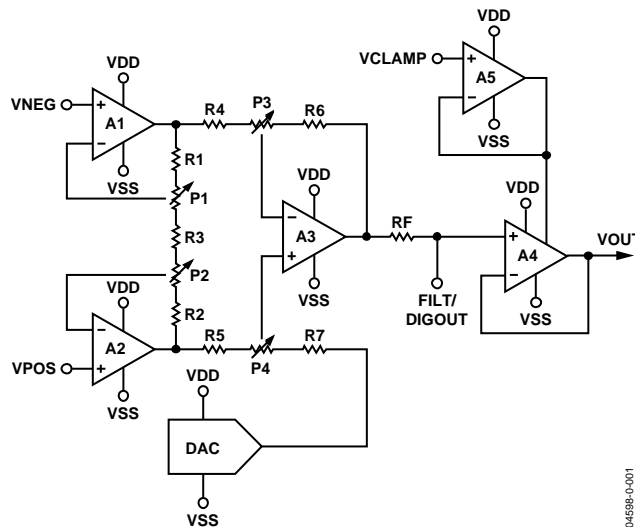 VDD
VCLAMP
A5
VDD
VNEG
A1
R4
P3
R6
VSS
VSS
R1
P1
VDD
VDD
R3
A3
RF
A4
VOUT
P2
VDD
VSS
FILT/
DIGOUT
VSS
R2
A2
R5
P4
R7
VPOS
VDD
VSS
DAC
VSS
04598-0-001